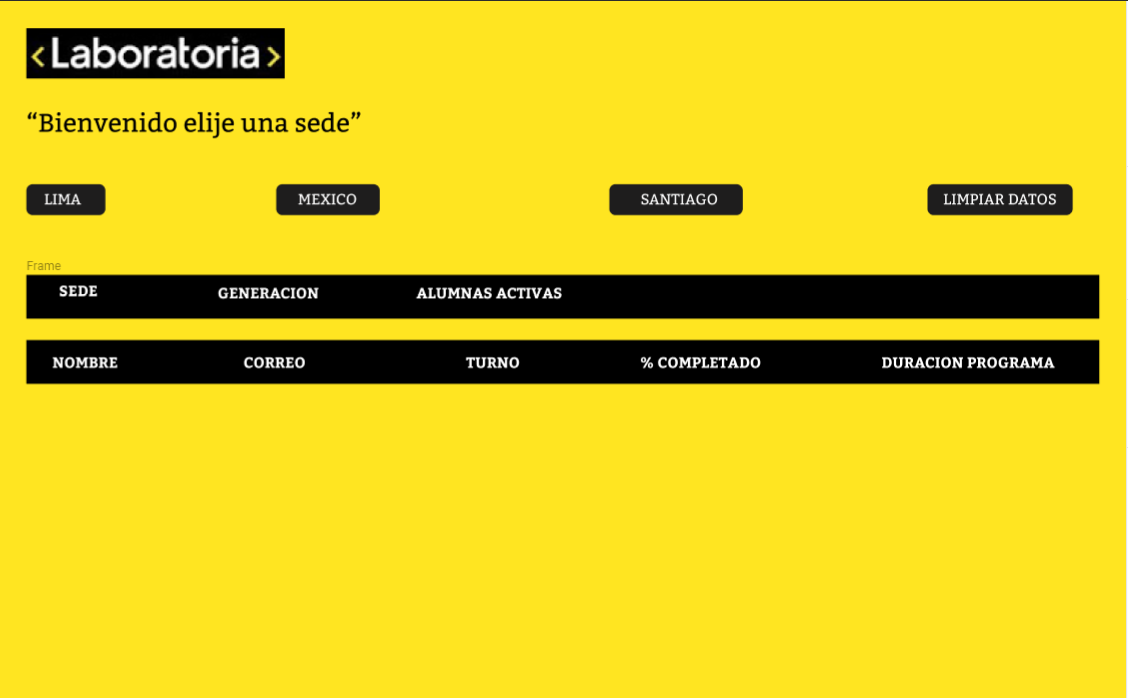 <Laboratoria>
“Bienvenido elije una sede”
LIMA MEXICO SANTIAGO LIMPIAR DATOS
Frame
SEDE GENERACION ALUMNAS ACTIVAS
NOMBRE CORREO TURNO % COMPLETADO DURACION PROGRAMA